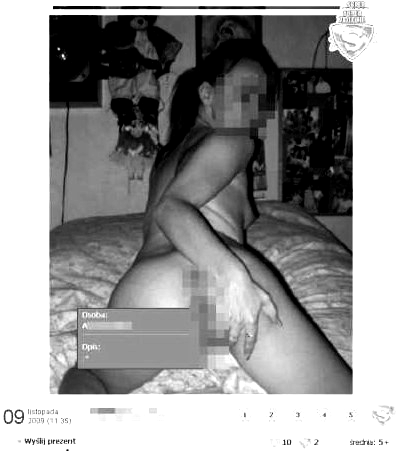 Osoba:
A
Opis:
-
09 listopada
2009 (11:35)
1 2 3 4 5
Wyślij prezent
10 2 średnia: 5+